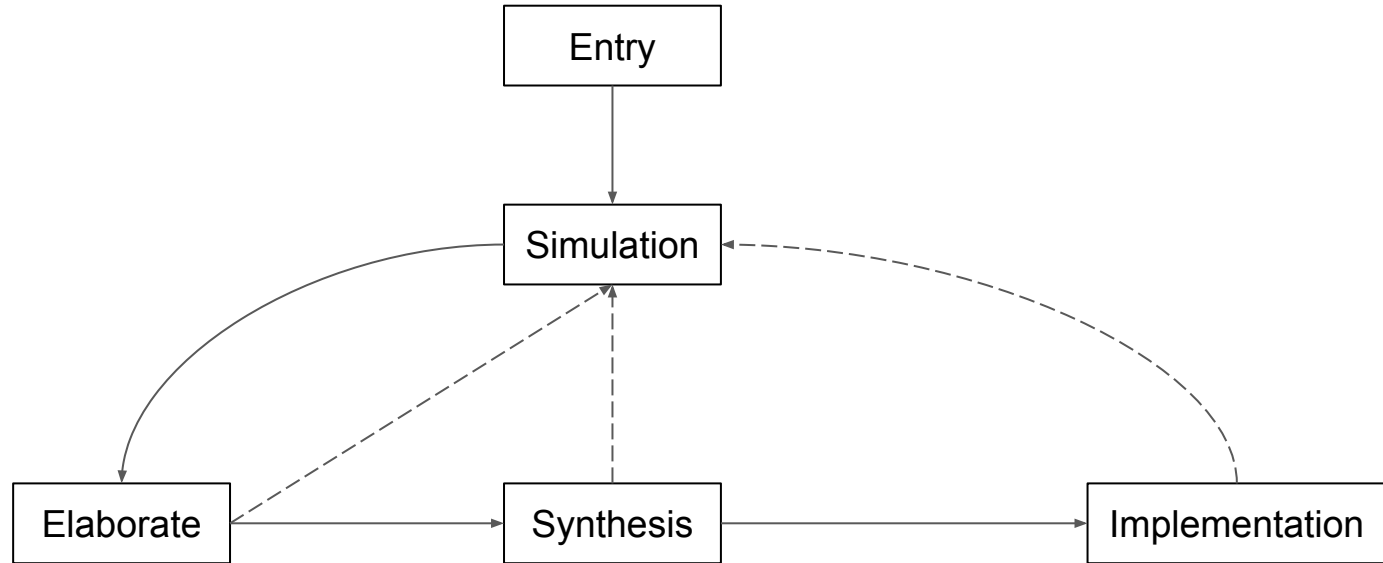 Entry
Simulation
Elaborate
Synthesis
Implementation